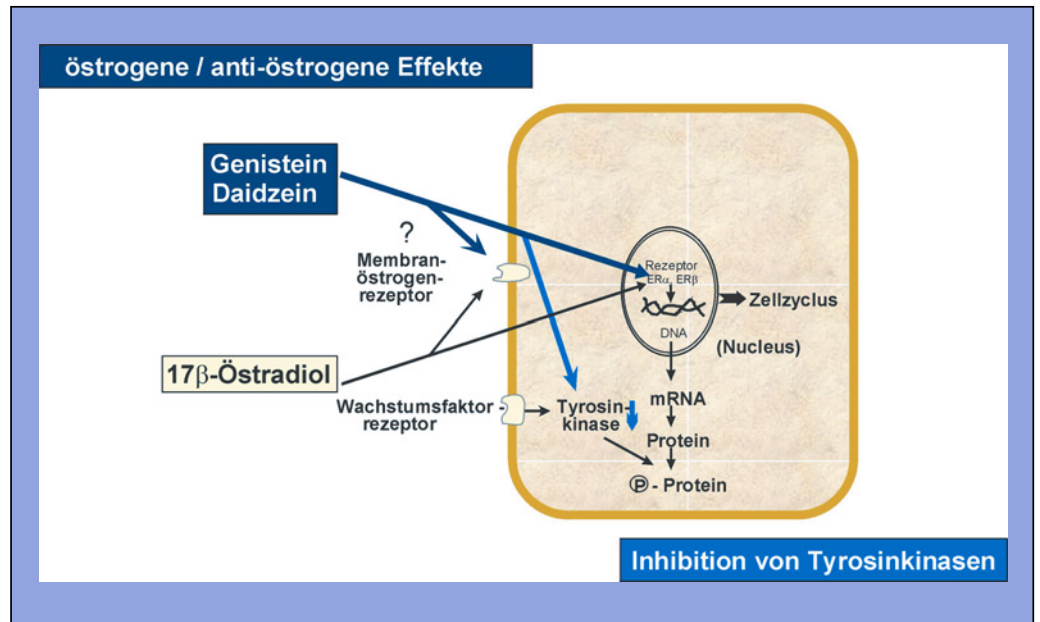 östrogene / anti-östrogene Effekte
Genistein
Daidzein
?
Membran-
östrogen-
rezeptor
Rezeptor
ERα, ERβ
DNA
Zellzyclus
(Nucleus)
17β-Östradiol
Wachstumsfaktor-
rezeptor
Tyrosin-
kinase
mRNA
Protein
Ⓟ - Protein
Inhibition von Tyrosinkinasen